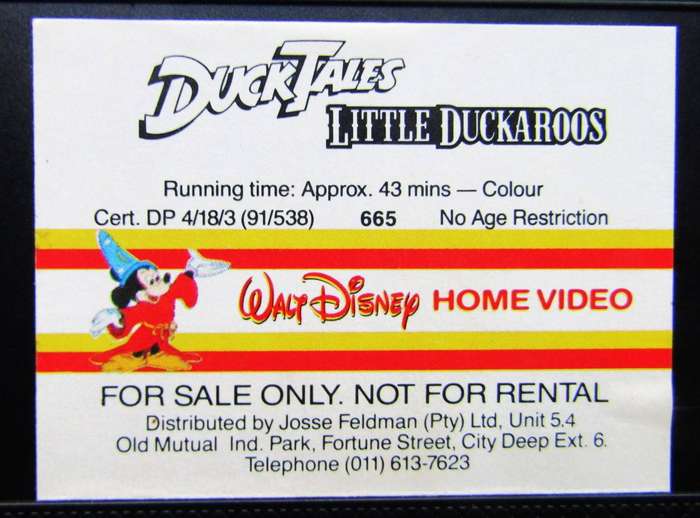 DUCKTALES
LITTLE DUCKAROOS
Running time: Approx. 43 mins — Colour
Cert. DP 4/18/3 (91/538) 665 No Age Restriction
WALT DISNEY HOME VIDEO
FOR SALE ONLY. NOT FOR RENTAL
Distributed by Josse Feldman (Pty) Ltd, Unit 5.4
Old Mutual Ind. Park, Fortune Street, City Deep Ext. 6.
Telephone (011) 613-7623